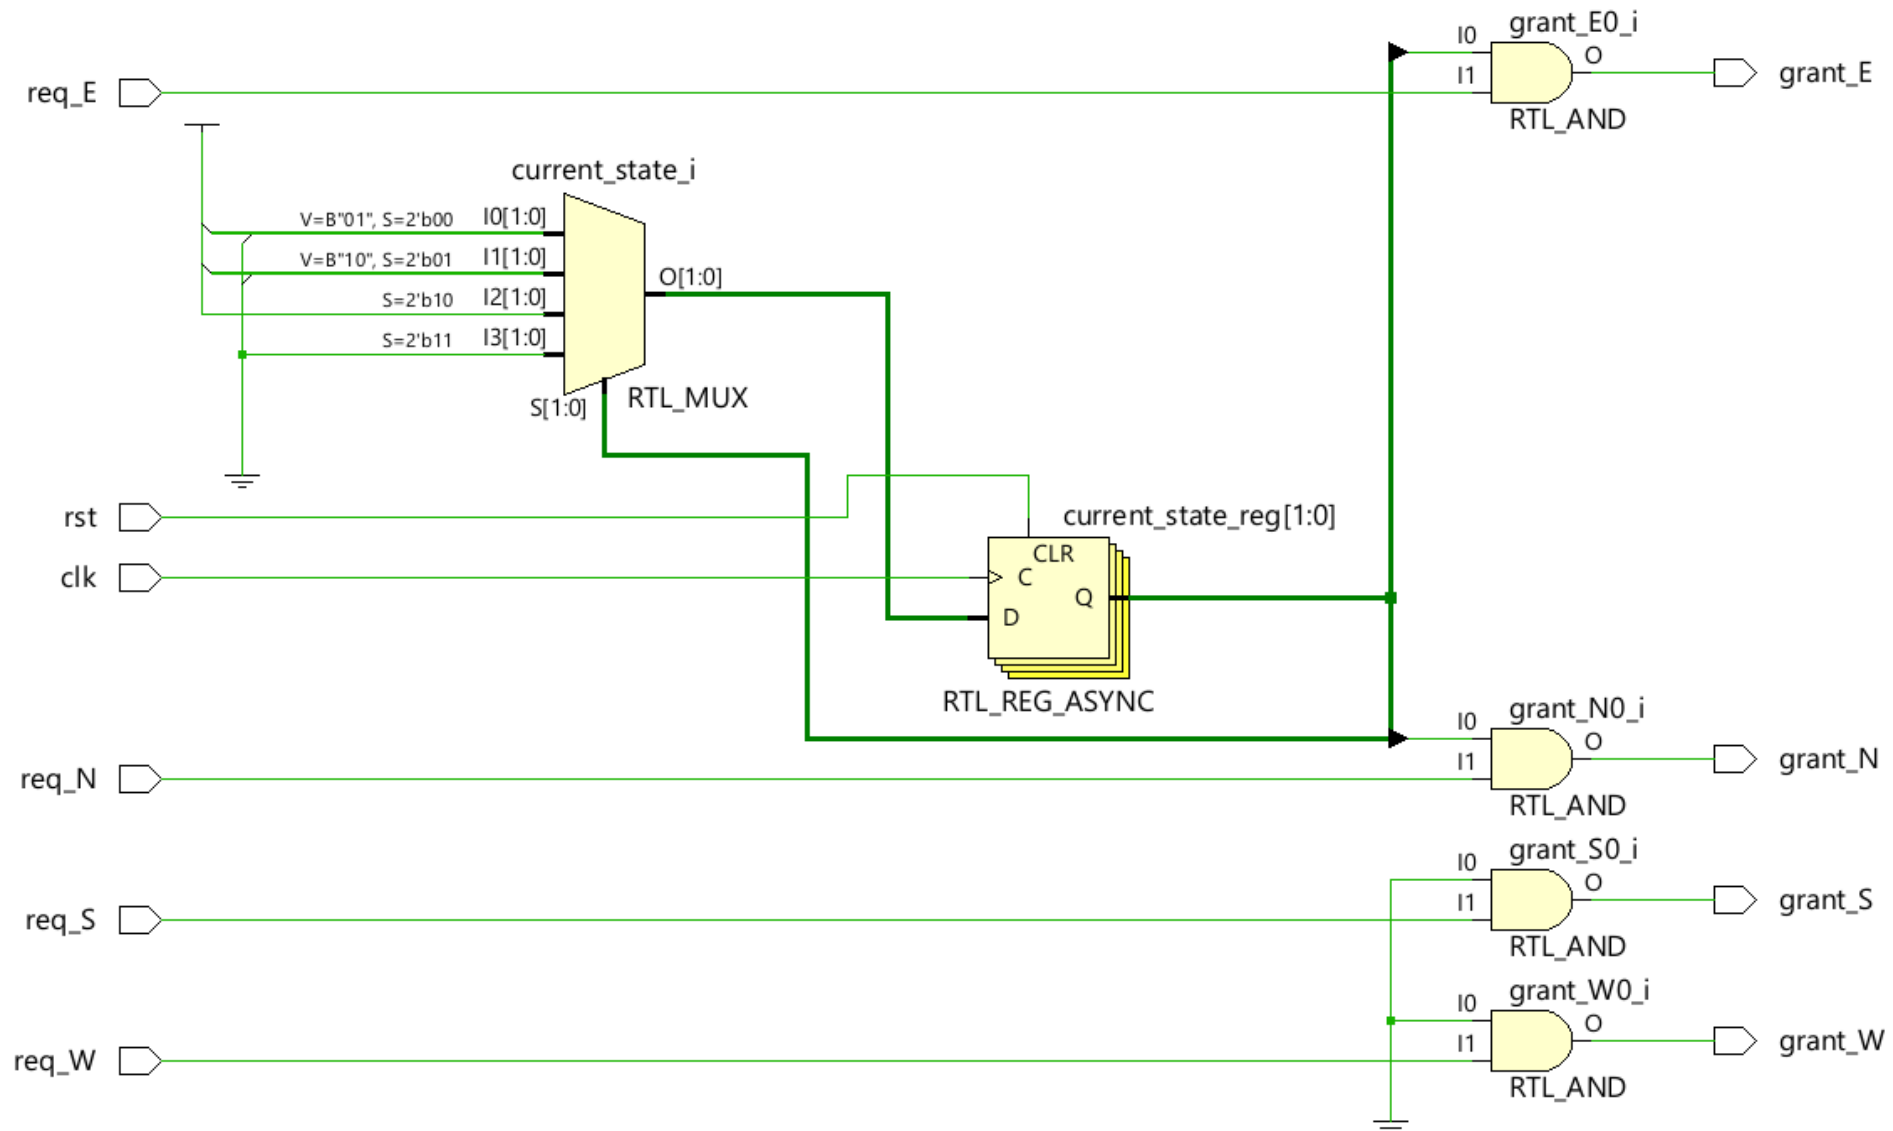 grant_E0_i
I0
O
I1
req_E
grant_E
RTL_AND
current_state_i
V=B"01", S=2'b00
I0[1:0]
V=B"10", S=2'b01
I1[1:0]
O[1:0]
S=2'b10
I2[1:0]
S=2'b11
I3[1:0]
S[1:0]
RTL_MUX
rst
current_state_reg[1:0]
CLR
clk
C
Q
D
RTL_REG_ASYNC
grant_N0_i
I0
O
I1
req_N
grant_N
RTL_AND
grant_S0_i
I0
O
I1
req_S
grant_S
RTL_AND
grant_W0_i
I0
O
I1
req_W
grant_W
RTL_AND